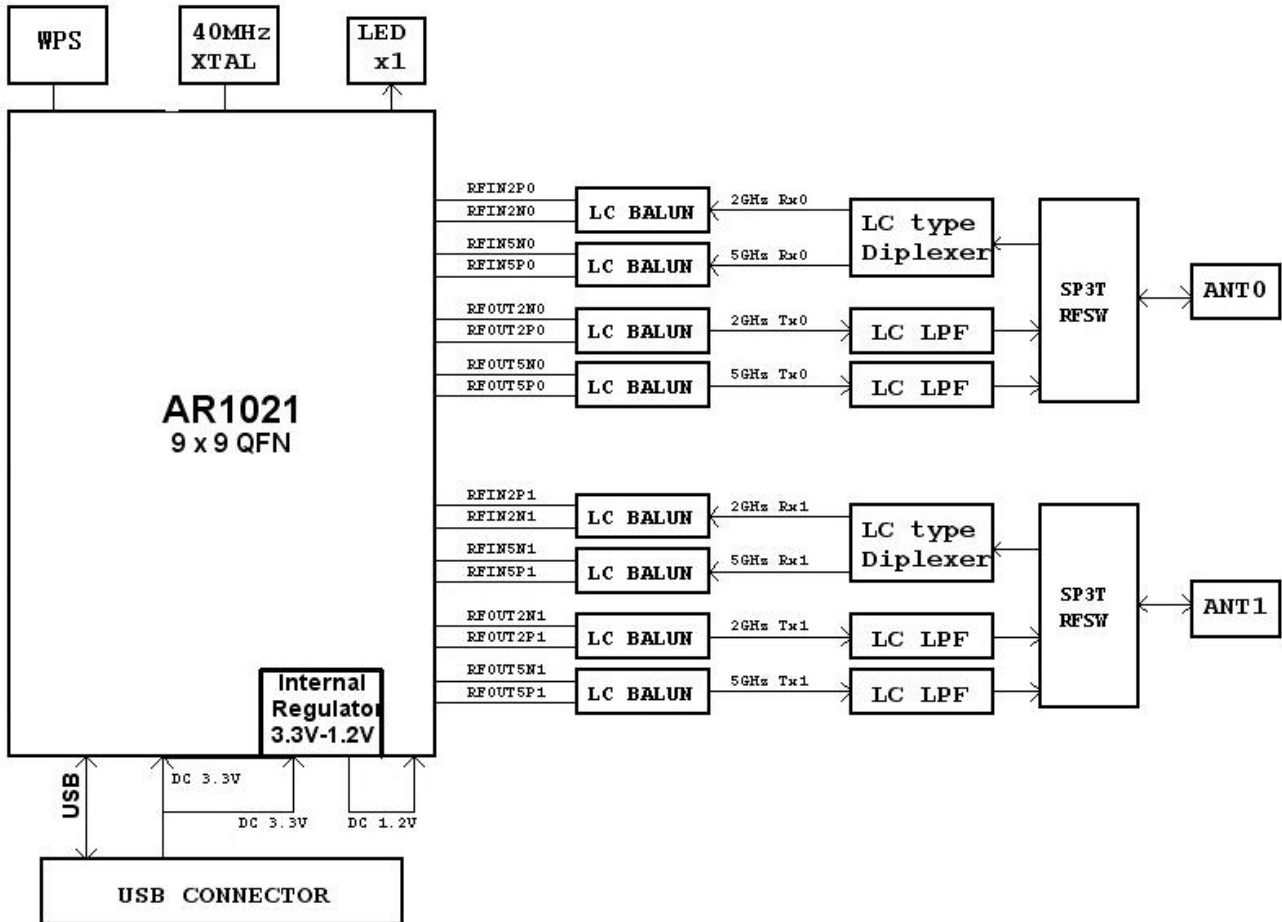 WPS
40MHz
XTAL
LED
x1
AR1021
9 x 9 QFN
RFIN2P0
RFIN2N0
RFIN5N0
RFIN5P0
RFOUT2N0
RFOUT2P0
RFOUT5N0
RFOUT5P0
LC BALUN
LC BALUN
LC BALUN
LC BALUN
2GHz Rx0
5GHz Rx0
2GHz Tx0
5GHz Tx0
LC type
Diplexer
LC LPF
LC LPF
SP3T
RFSW
ANT0
RFIN2P1
RFIN2N1
RFIN5N1
RFIN5P1
RFOUT2N1
RFOUT2P1
RFOUT5N1
RFOUT5P1
LC BALUN
LC BALUN
LC BALUN
LC BALUN
2GHz Rx1
5GHz Rx1
2GHz Tx1
5GHz Tx1
LC type
Diplexer
LC LPF
LC LPF
SP3T
RFSW
ANT1
Internal
Regulator
3.3V-1.2V
USB
DC 3.3V
DC 3.3V
DC 1.2V
USB CONNECTOR